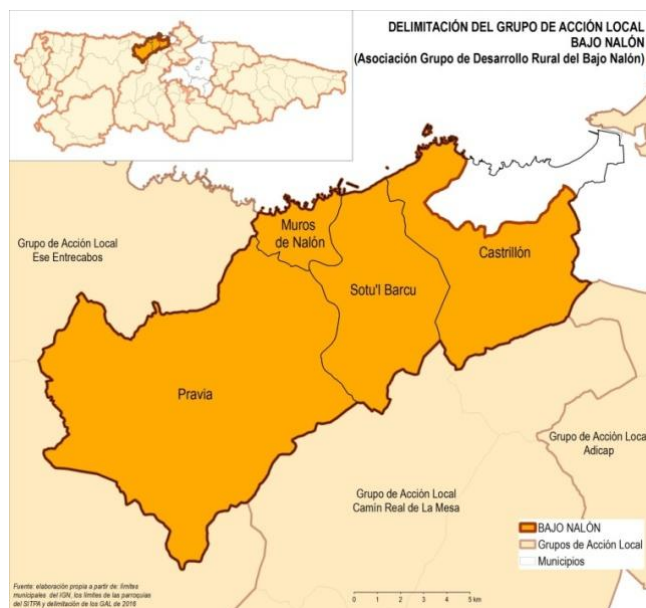 DELIMITACIÓN DEL GRUPO DE ACCIÓN LOCAL
BAJO NALÓN
(Asociación Grupo de Desarrollo Rural del Bajo Nalón)
Muros
de Nalón
Grupo de Acción Local
Ese Entrecabos
Castrillón
Sotu'l Barcu
Pravia
Grupo de Acción Local
Adicap
Grupo de Acción Local
Camín Real de La Mesa
BAJO NALÓN
Grupos de Acción Local
Municipios
Fuente: elaboración propia a partir de: límites
municipales del IGN, los límites de las parroquias
del SITPA y delimitación de los GAL de 2016
0 1 2 3 4 5 km